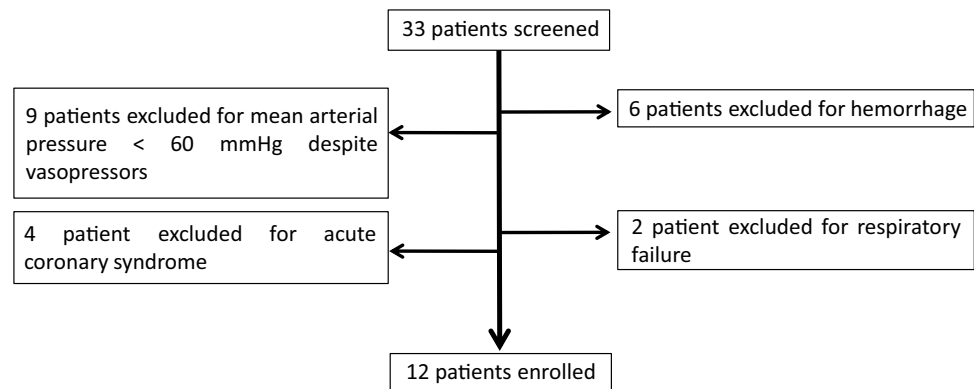 33 patients screened
6 patients excluded for hemorrhage
9 patients excluded for mean arterial
pressure < 60 mmHg despite
vasopressors
2 patient excluded for respiratory
failure
4 patient excluded for acute
coronary syndrome
12 patients enrolled